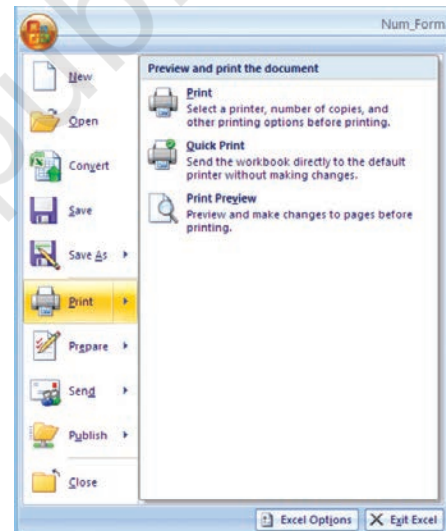 Num_Form
New
Open
Convert
Save
Save As
Print
Prepare
Send
Publish
Close
Preview and print the document
Print
Select a printer, number of copies, and
other printing options before printing.
Quick Print
Send the workbook directly to the default
printer without making changes.
Print Preview
Preview and make changes to pages before
printing.
Excel Options
Exit Excel